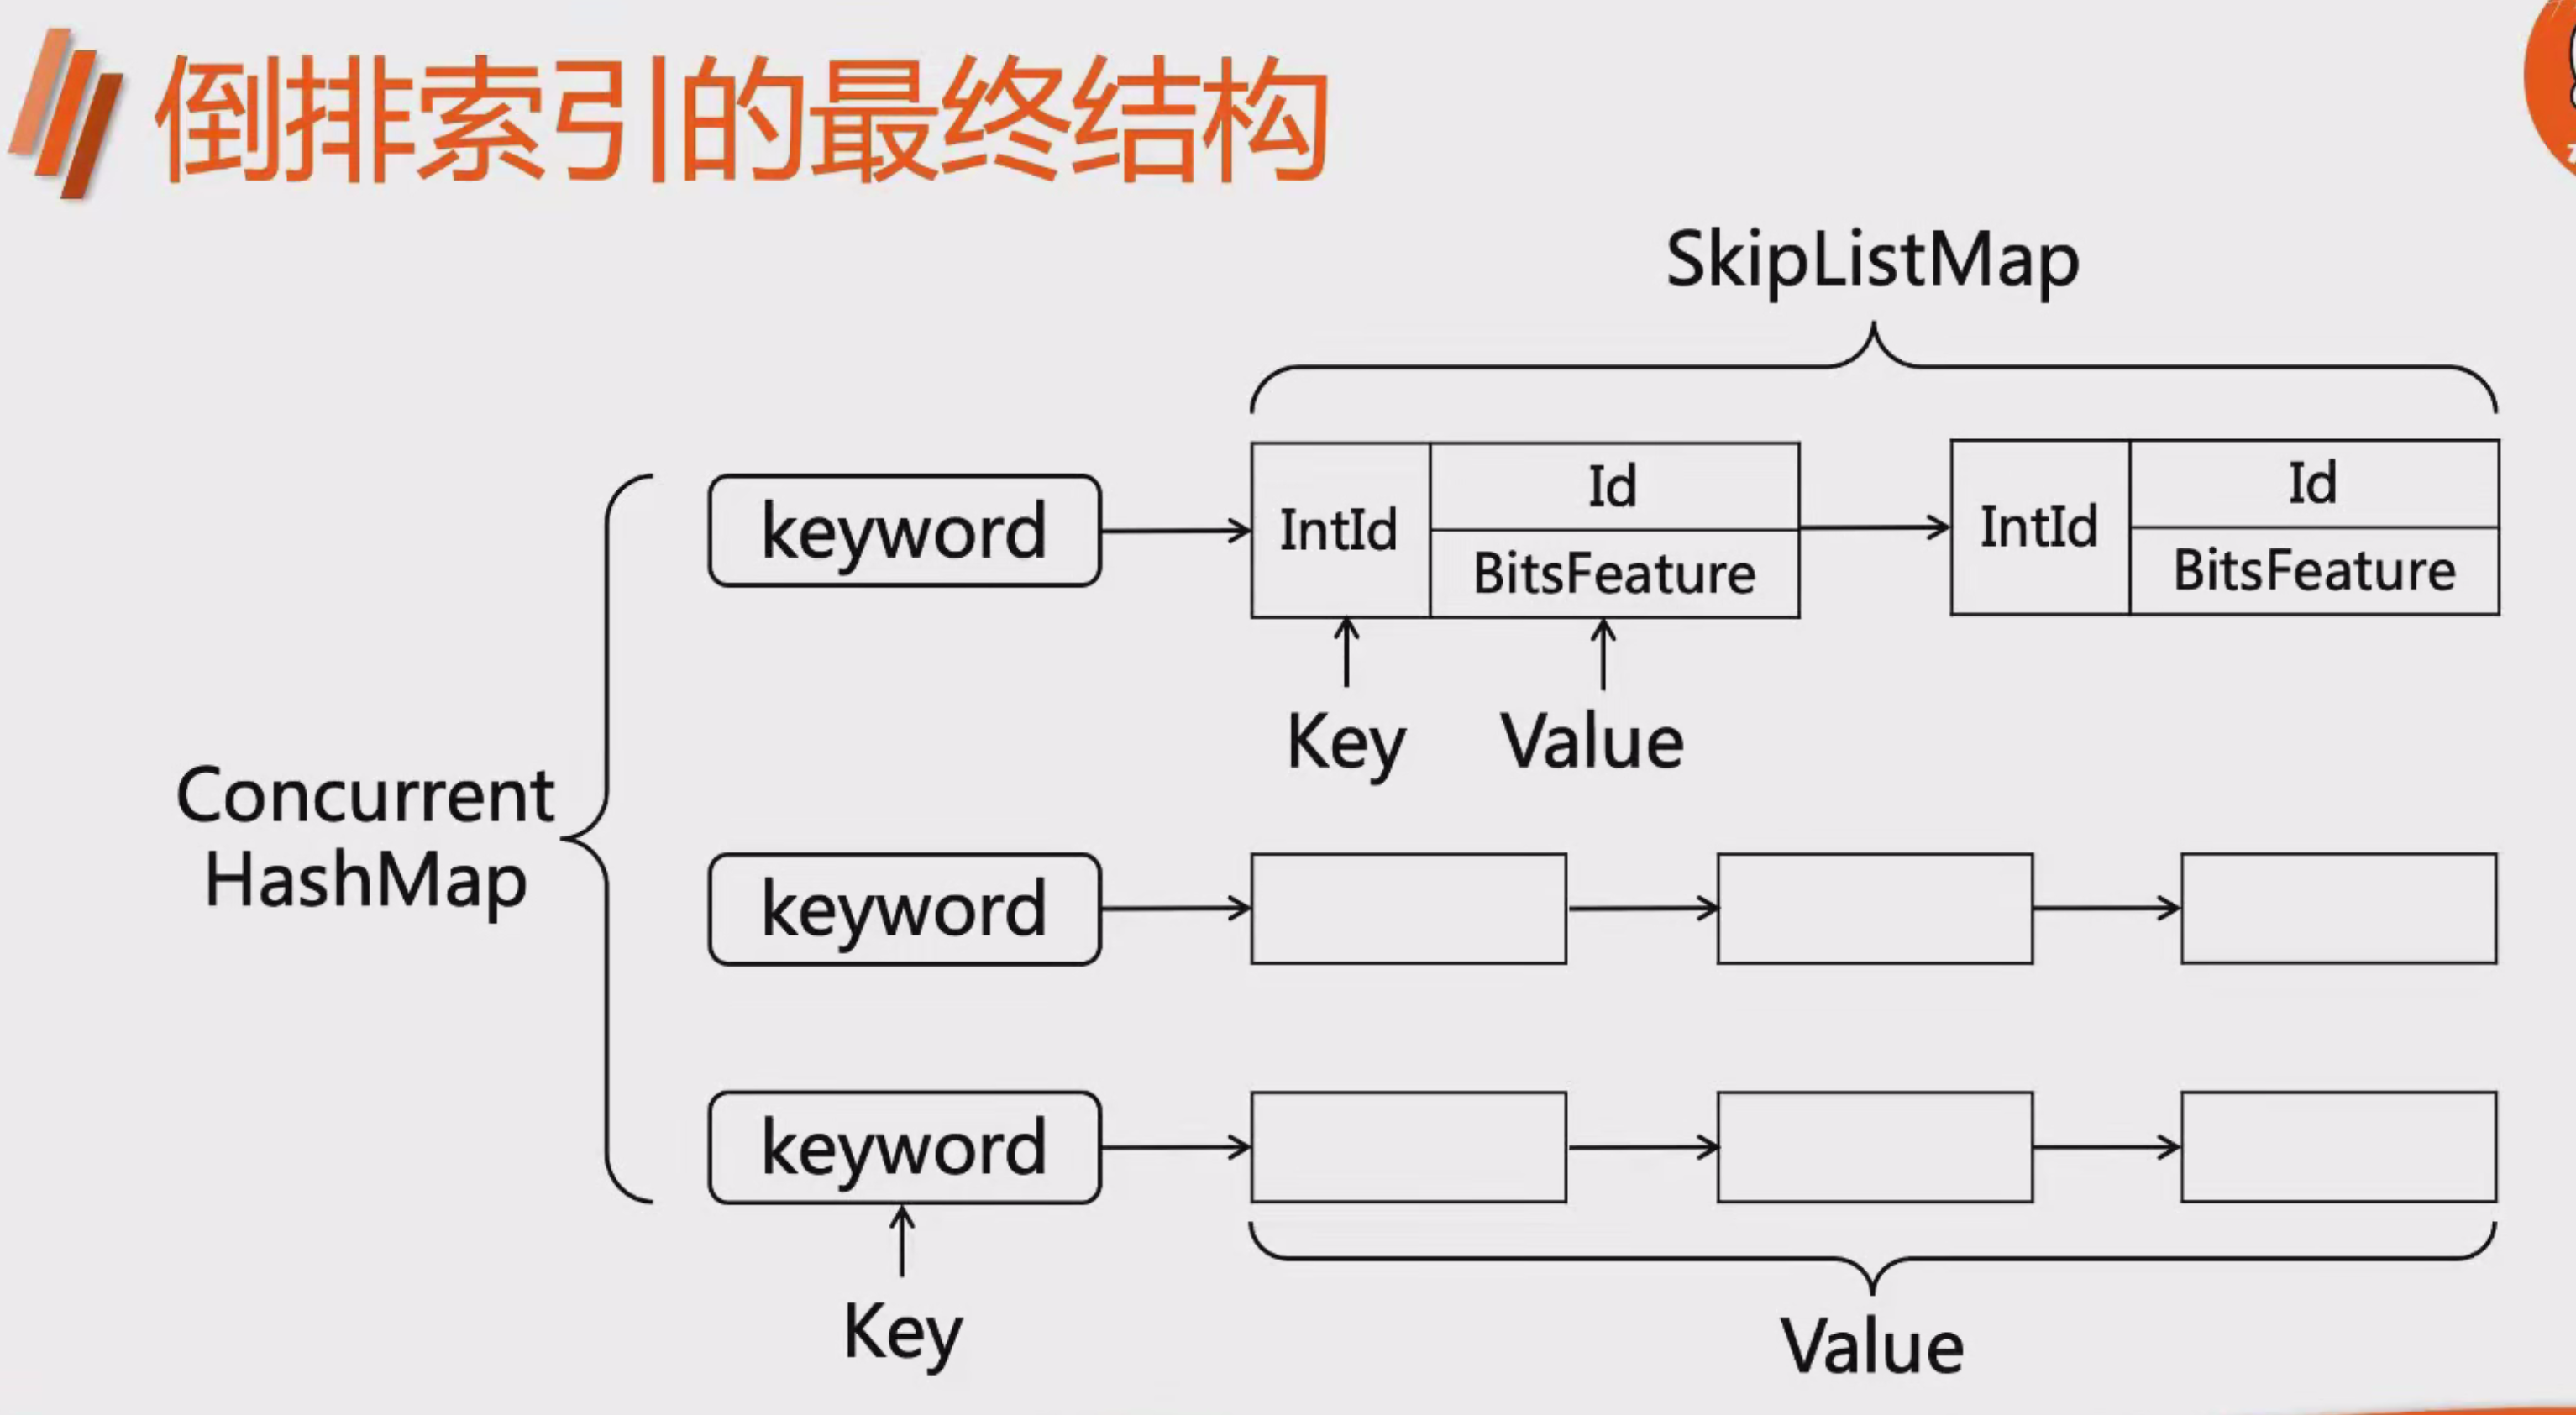 倒排索引的最终结构
SkipListMap
keyword
IntId
Id
BitsFeature
IntId
Id
BitsFeature
Key
Value
Concurrent
HashMap
keyword
keyword
Key
Value